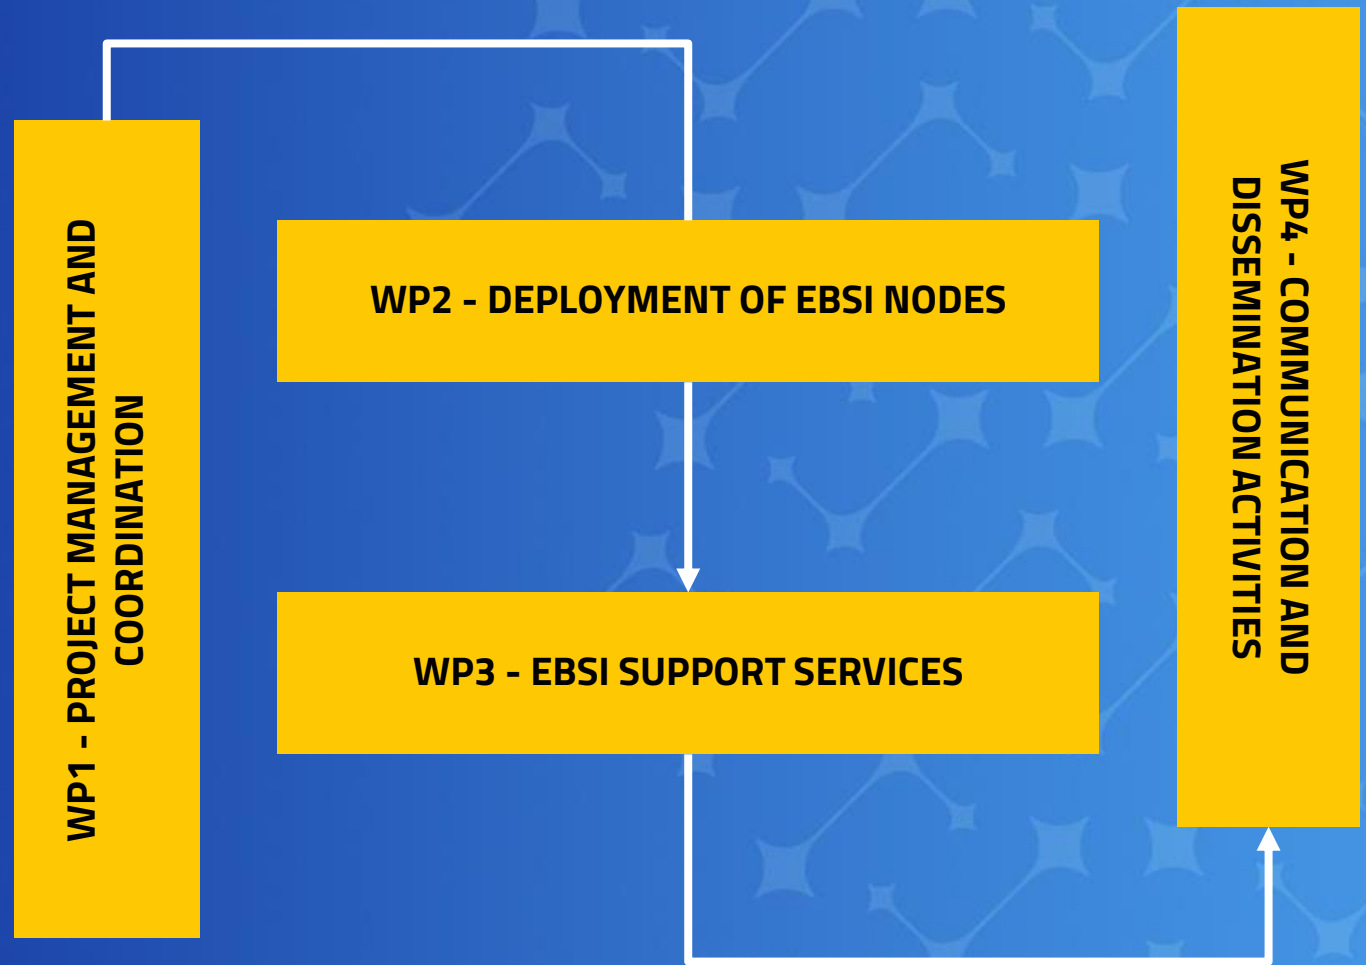 WP1 - PROJECT MANAGEMENT AND
COORDINATION
WP2 - DEPLOYMENT OF EBSI NODES
WP3 - EBSI SUPPORT SERVICES
WP4 - COMMUNICATION AND
DISSEMINATION ACTIVITIES